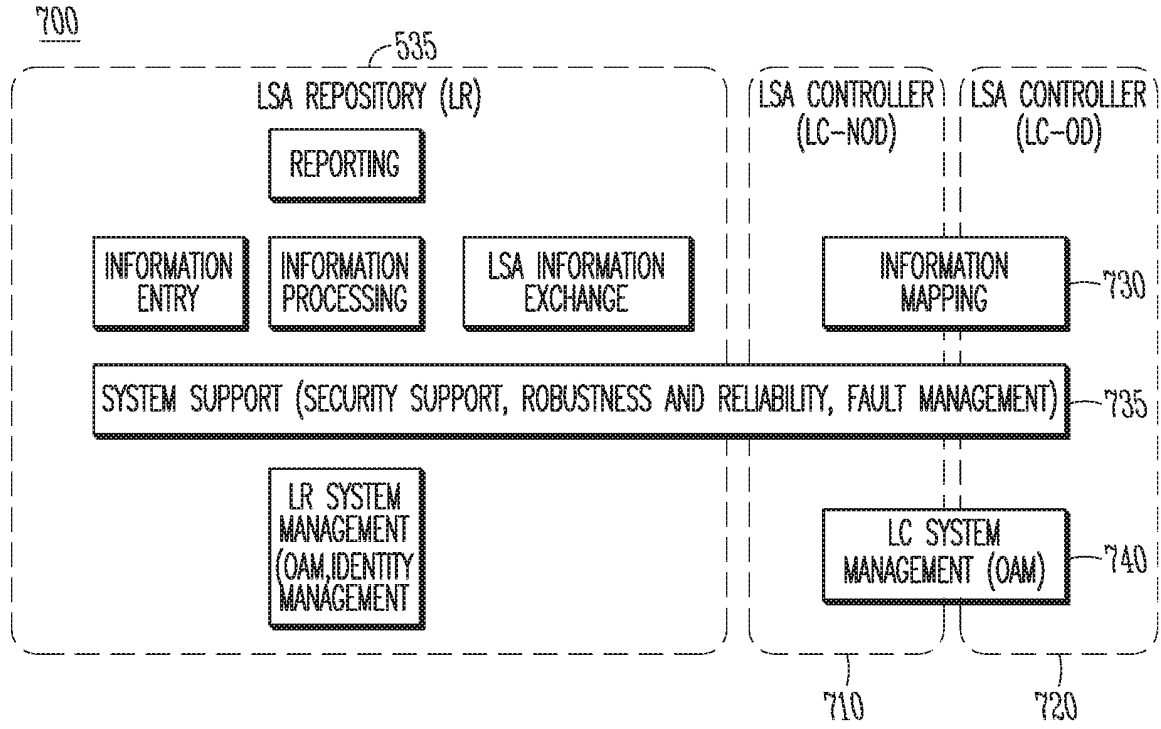 700
535
LSA REPOSITORY (LR)
LSA CONTROLLER
(LC-NOD)
LSA CONTROLLER
(LC-OD)
REPORTING
INFORMATION
ENTRY
INFORMATION
PROCESSING
LSA INFORMATION
EXCHANGE
INFORMATION
MAPPING
730
SYSTEM SUPPORT (SECURITY SUPPORT, ROBUSTNESS AND RELIABILITY, FAULT MANAGEMENT)
735
LR SYSTEM
MANAGEMENT
(OAM,IDENTITY
MANAGEMENT
LC SYSTEM
MANAGEMENT (OAM)
740
710
720